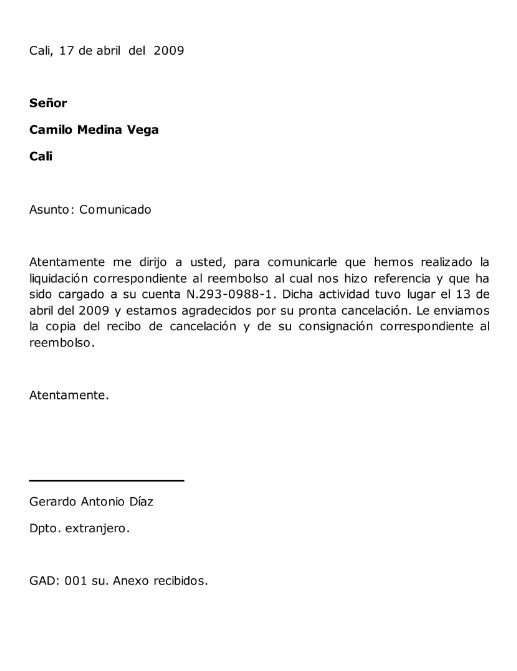 Cali, 17 de abril del 2009
Señor
Camilo Medina Vega
Cali
Asunto: Comunicado
Atentamente me dirijo a usted, para comunicarle que hemos realizado la
liquidación correspondiente al reembolso al cual nos hizo referencia y que ha
sido cargado a su cuenta N.293-0988-1. Dicha actividad tuvo lugar el 13 de
abril del 2009 y estamos agradecidos por su pronta cancelación. Le enviamos
la copia del recibo de cancelación y de su consignación correspondiente al
reembolso.
Atentamente.
Gerardo Antonio Díaz
Dpto. extranjero.
GAD: 001 su. Anexo recibidos.